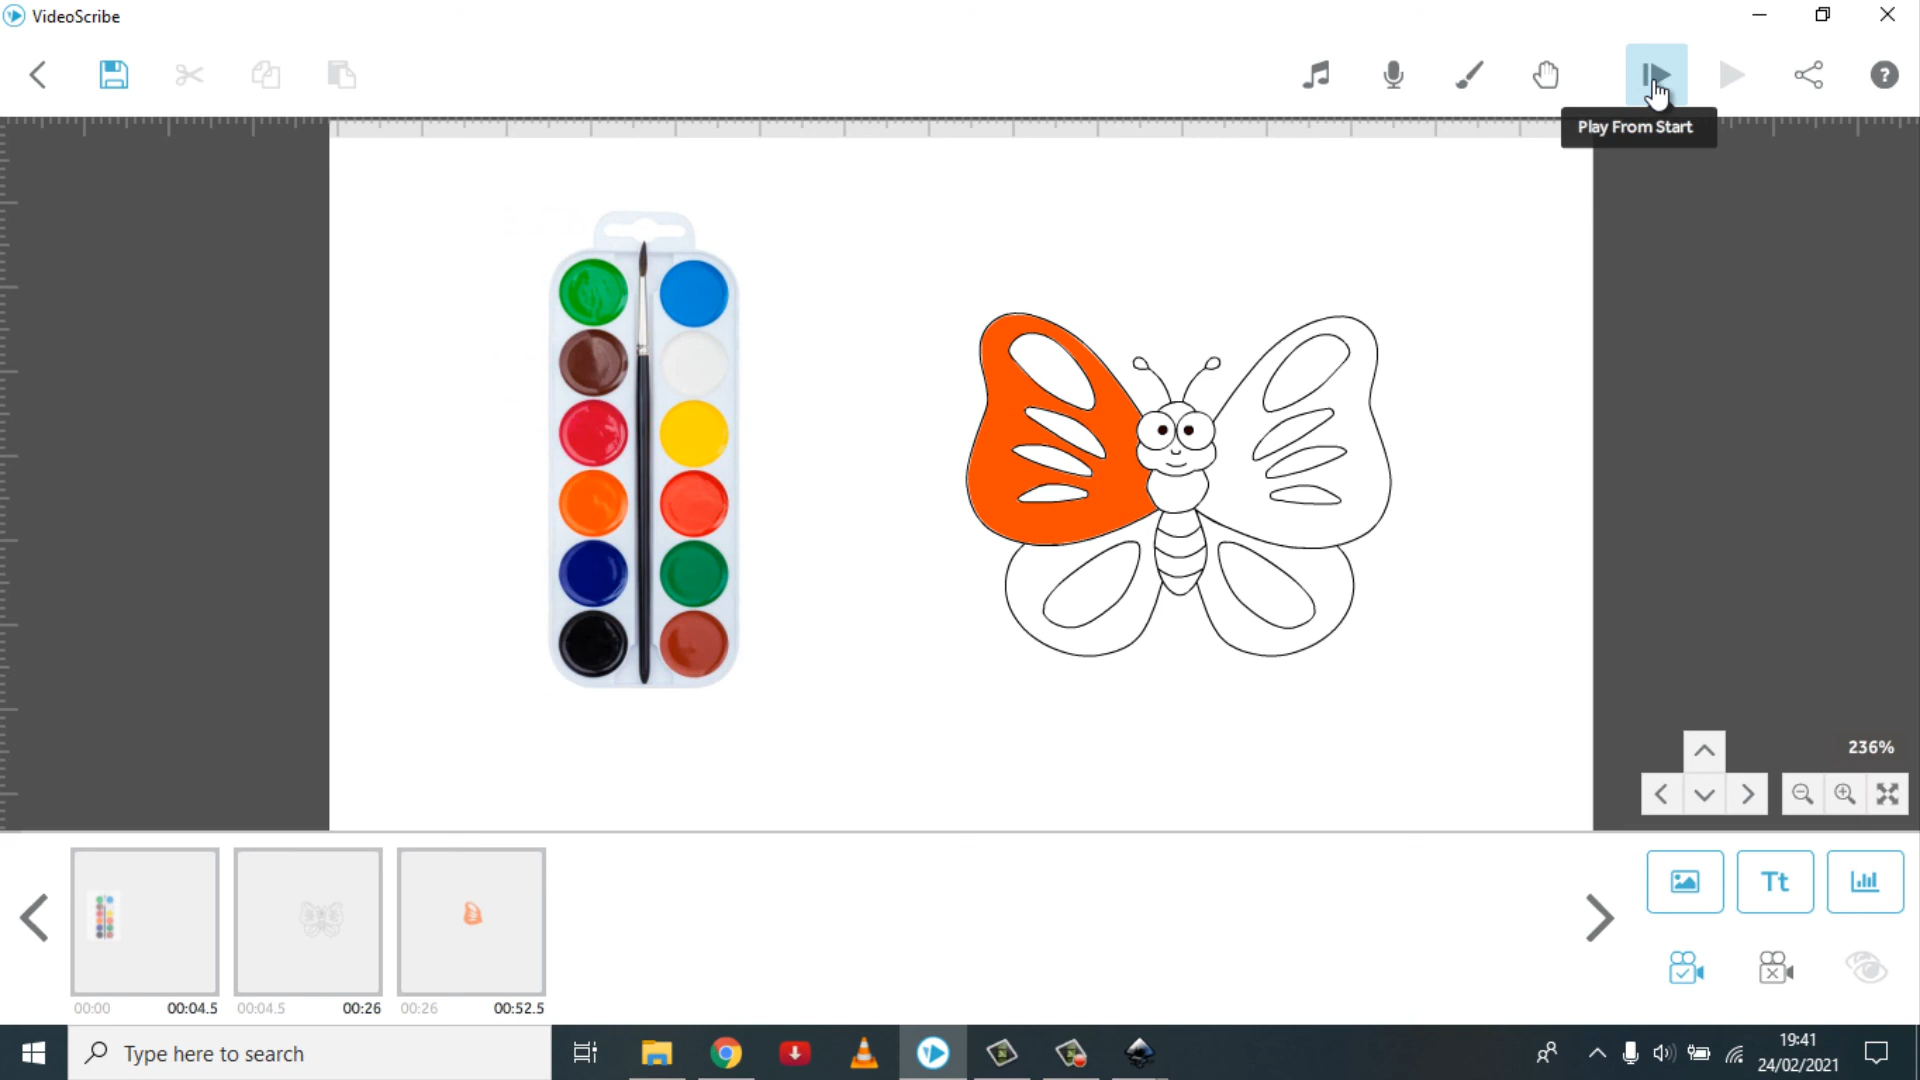 VideoScribe
?
Play From Start
236%
00:00 00:04.5 00:04.5 00:26 00:26 00:52.5
Tt
Type here to search
19:41
24/02/2021